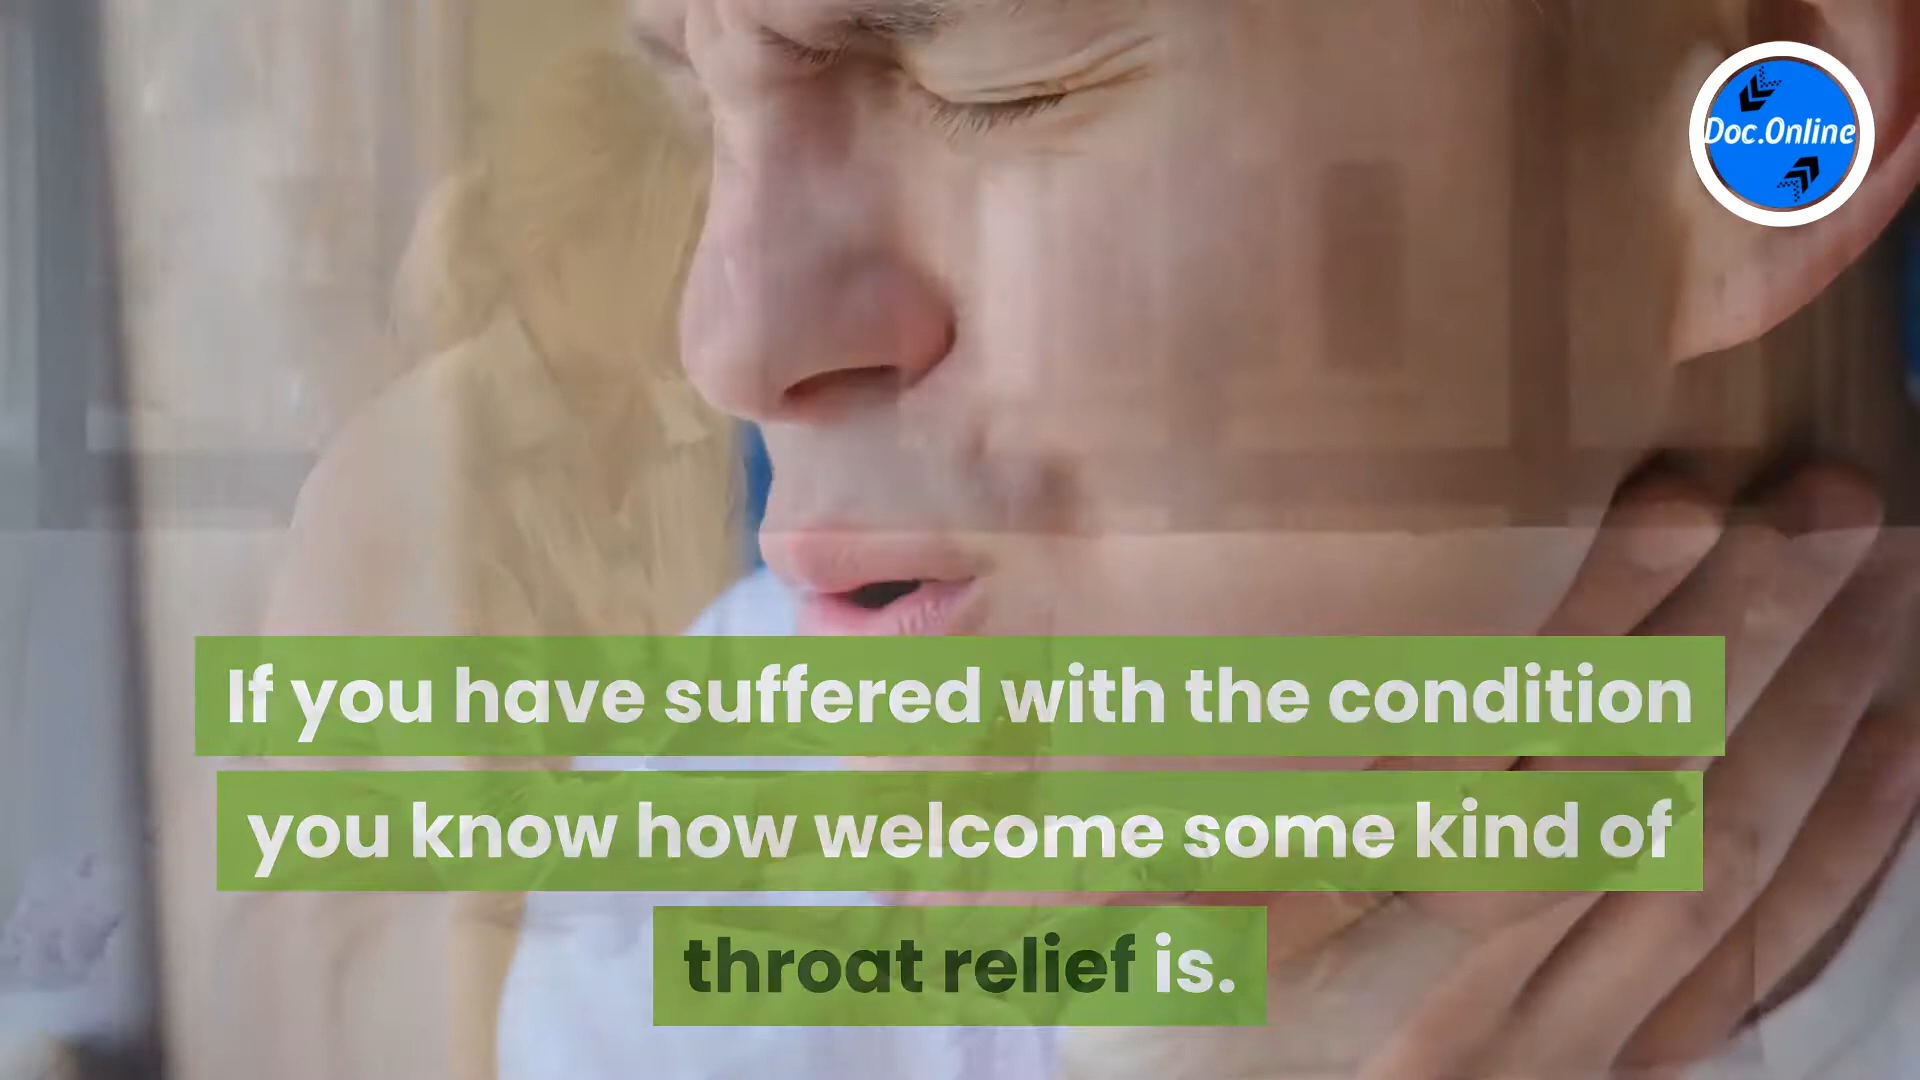 Doc.Online
If you have suffered with the condition
you know how welcome some kind of
throat relief is.